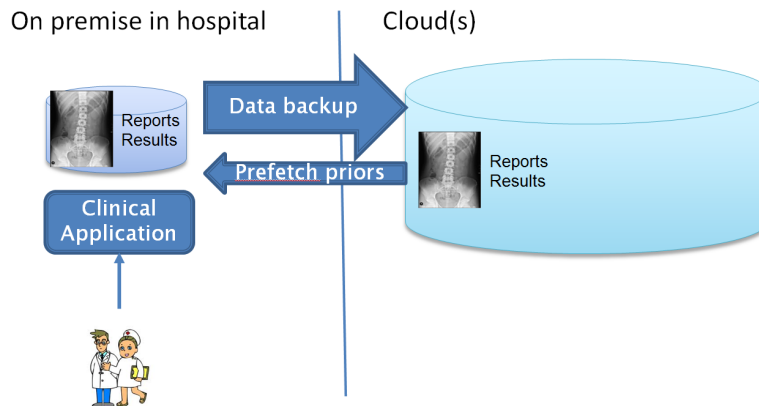 On premise in hospital
Cloud(s)
Data backup
Reports
Results
Prefetch priors
Reports
Results
Clinical
Application